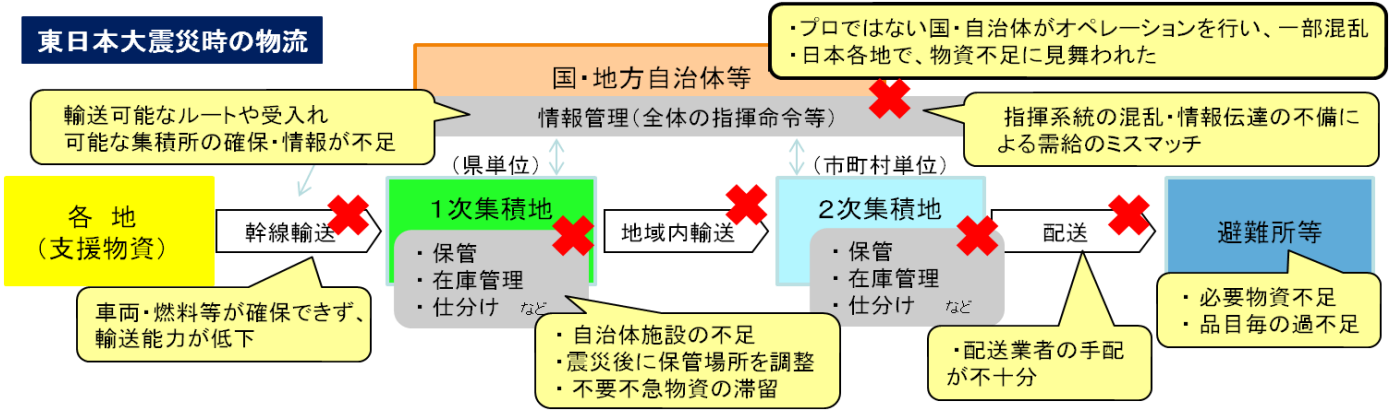 東日本大震災時の物流
・プロではない国・自治体がオペレーションを行い、一部混乱
・日本各地で、物資不足に見舞われた
国・地方自治体等
情報管理(全体の指揮命令等)
輸送可能なルートや受入れ
可能な集積所の確保・情報が不足
指揮系統の混乱・情報伝達の不備に
よる需給のミスマッチ
(県単位)
(市町村単位)
各 地
(支援物資)
幹線輸送
1次集積地
・保管
・在庫管理
・仕分け など
地域内輸送
2次集積地
・保管
・在庫管理
・仕分け など
配送
避難所等
車両・燃料等が確保できず、
輸送能力が低下
・自治体施設の不足
・震災後に保管場所を調整
・不要不急物資の滞留
・配送業者の手配
が不十分
・必要物資不足
・品目毎の過不足